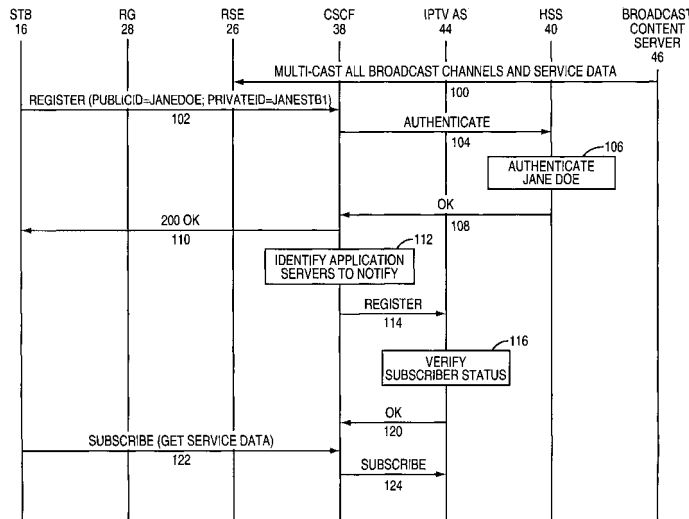 STB
16
RG
28
RSE
26
CSCF
38
IPTV AS
44
HSS
40
BROADCAST
CONTENT
SERVER
46
MULTI-CAST ALL BROADCAST CHANNELS AND SERVICE DATA
100
REGISTER (PUBLICID=JANEDOE; PRIVATEID=JANESTB1)
102
AUTHENTICATE
104
106
AUTHENTICATE
JANE DOE
OK
108
200 OK
110
112
IDENTIFY APPLICATION
SERVERS TO NOTIFY
REGISTER
114
116
VERIFY
SUBSCRIBER STATUS
OK
120
SUBSCRIBE (GET SERVICE DATA)
122
SUBSCRIBE
124